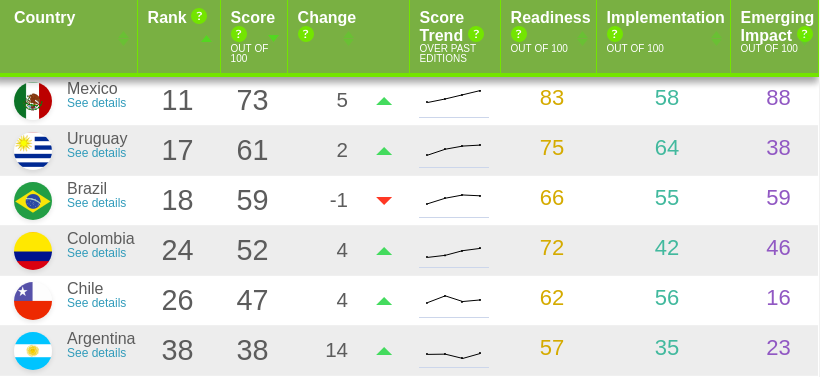 Country Rank ? Score ? OUT OF 100 Change ? Score Trend ? OVER PAST EDITIONS Readiness ? OUT OF 100 Implementation ? OUT OF 100 Emerging Impact ? OUT OF 100
Mexico
See details
11 73 5 83 58 88
Uruguay
See details
17 61 2 75 64 38
Brazil
See details
18 59 -1 66 55 59
Colombia
See details
24 52 4 72 42 46
Chile
See details
26 47 4 62 56 16
Argentina
See details
38 38 14 57 35 23